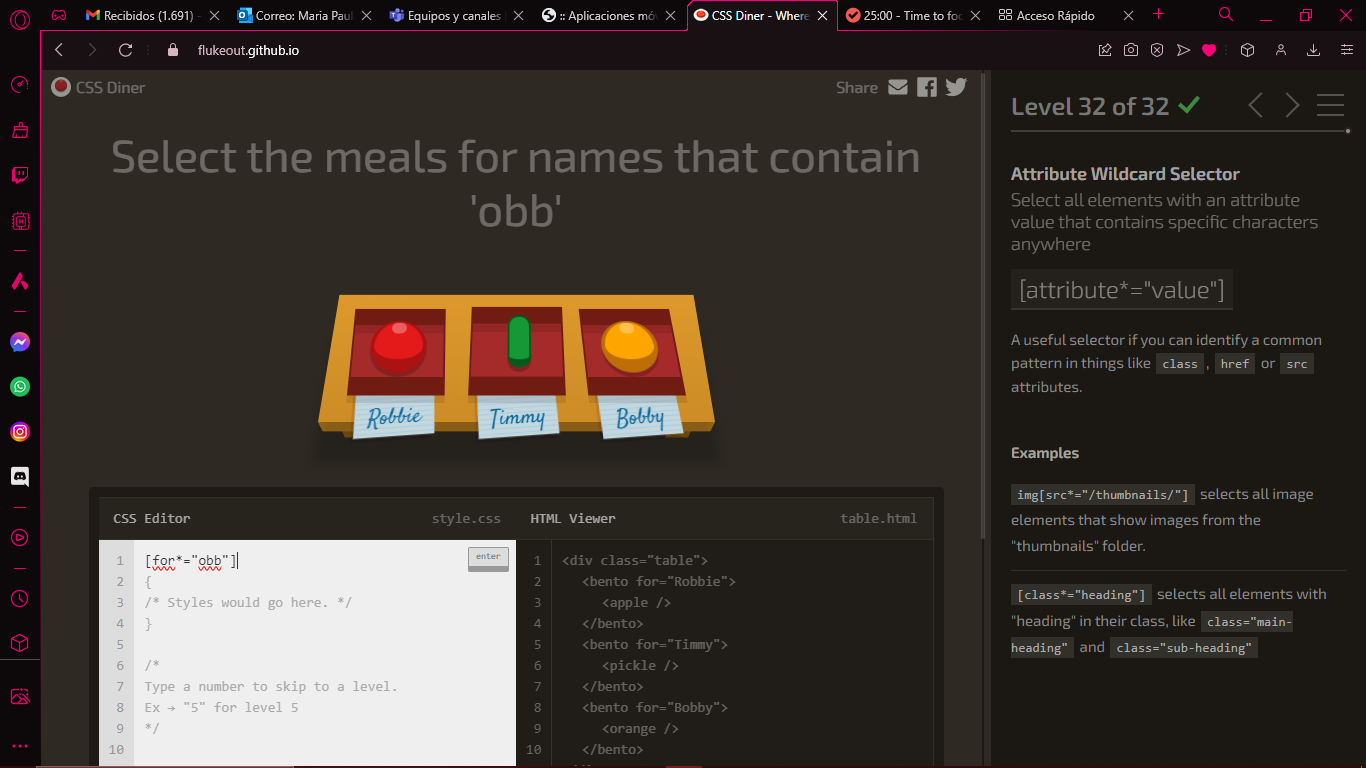 Recibidos (1.691) -
Correo: Maria Paul
Equipos y canales
:: Aplicaciones mó
CSS Diner - Where
25:00 - Time to foc
Acceso Rápido
flukeout.github.io
CSS Diner
Share
Select the meals for names that contain
'obb'
Robbie
Timmy
Bobby
CSS Editor
style.css
HTML Viewer
table.html
enter
1 [for*="obb"]
2 {
3 /* Styles would go here. */
4 }
5
6 /*
7 Type a number to skip to a level.
8 Ex → "5" for level 5
9 */
10
1 <div class="table">
2 <bento for="Robbie">
3 <apple />
4 </bento>
5 <bento for="Timmy">
6 <pickle />
7 </bento>
8 <bento for="Bobby">
9 <orange />
10 </bento>
Level 32 of 32
Attribute Wildcard Selector
Select all elements with an attribute
value that contains specific characters
anywhere
[attribute*="value"]
A useful selector if you can identify a common
pattern in things like class , href or src
attributes.
Examples
img[src*="/thumbnails/"] selects all image
elements that show images from the
"thumbnails" folder.
[class*="heading"] selects all elements with
"heading" in their class, like class="main-
heading" and class="sub-heading"